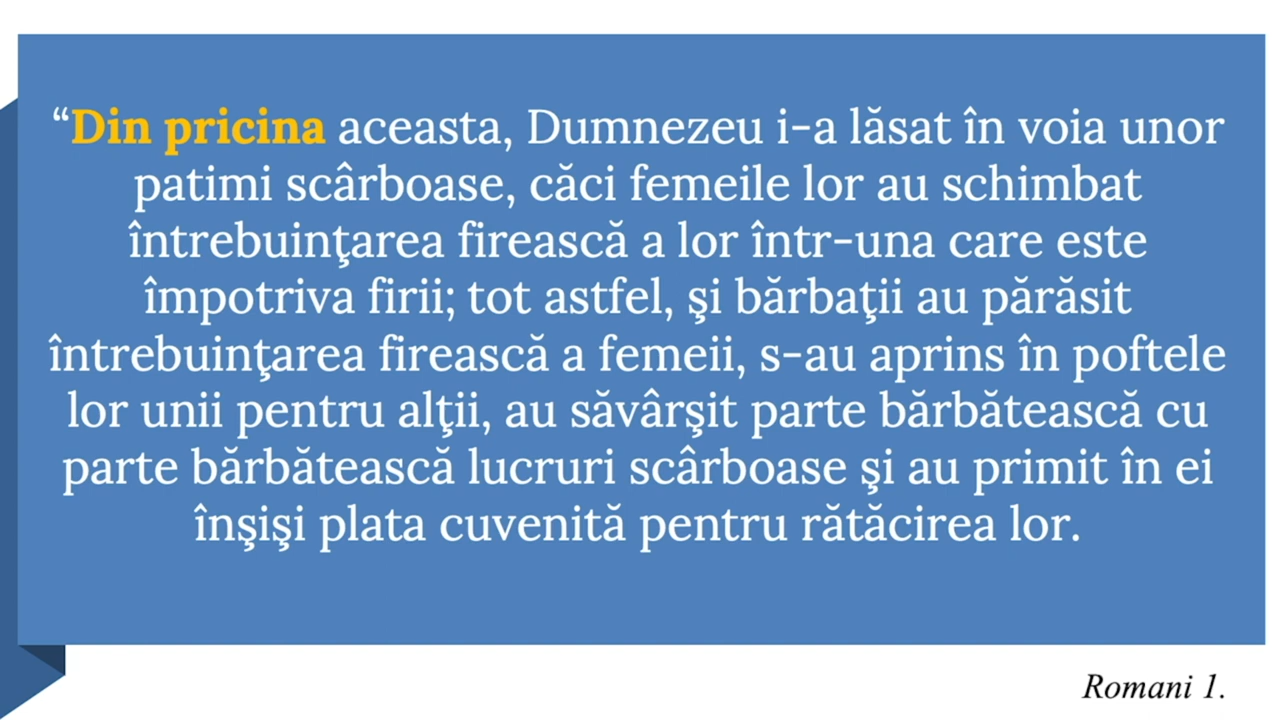 “Din pricina aceasta, Dumnezeu i-a lăsat în voia unor
patimi scârboase, căci femeile lor au schimbat
întrebuinţarea firească a lor într-una care este
împotriva firii; tot astfel, şi bărbaţii au părăsit
întrebuinţarea firească a femeii, s-au aprins în poftele
lor unii pentru alţii, au săvârşit parte bărbătească cu
parte bărbătească lucruri scârboase şi au primit în ei
înşişi plata cuvenită pentru rătăcirea lor.
Romani 1.